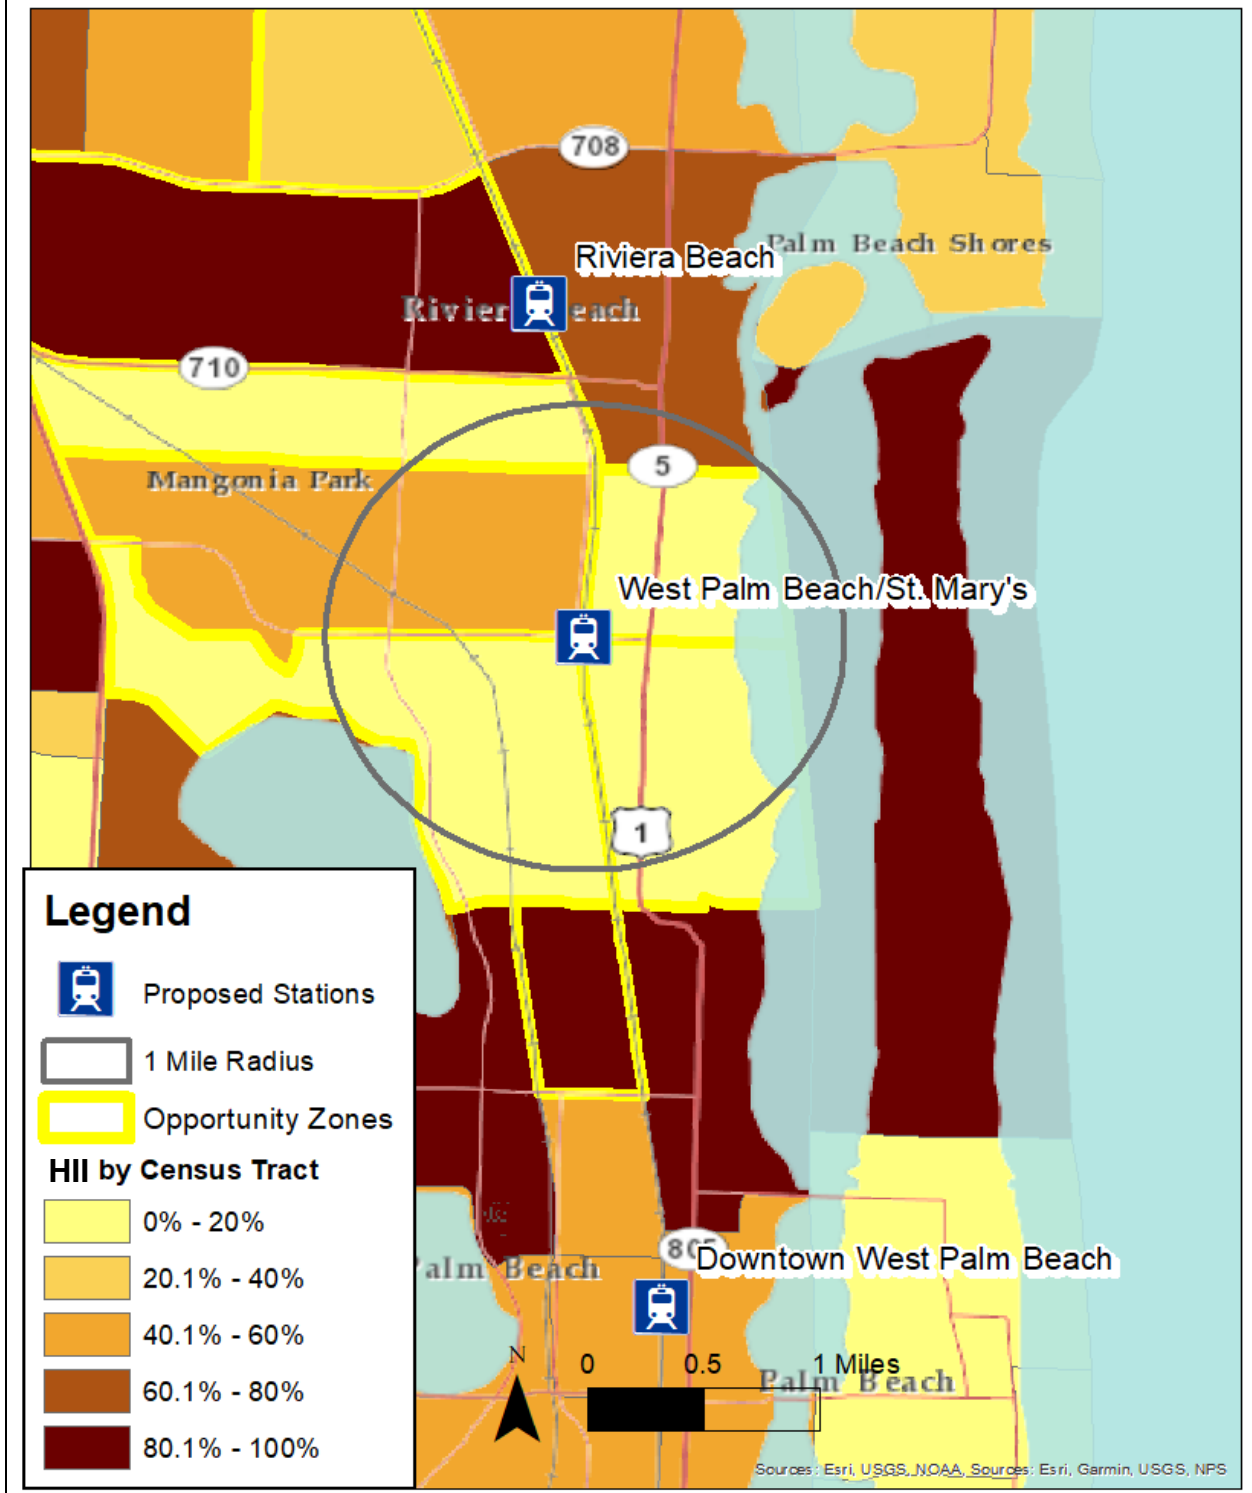 708
Palm Beach Shores
Riviera Beach
Rivier each
710
5
Mangonia Park
West Palm Beach/St. Mary's
1
Legend
Proposed Stations
1 Mile Radius
Opportunity Zones
HII by Census Tract
0% - 20%
20.1% - 40%
40.1% - 60%
60.1% - 80%
80.1% - 100%
Downtown West Palm Beach
Palm Beach
N
0 0.5 1 Miles
Palm Beach
Sources: Esri, USGS, NOAA, Sources: Esri, Garmin, USGS, NPS